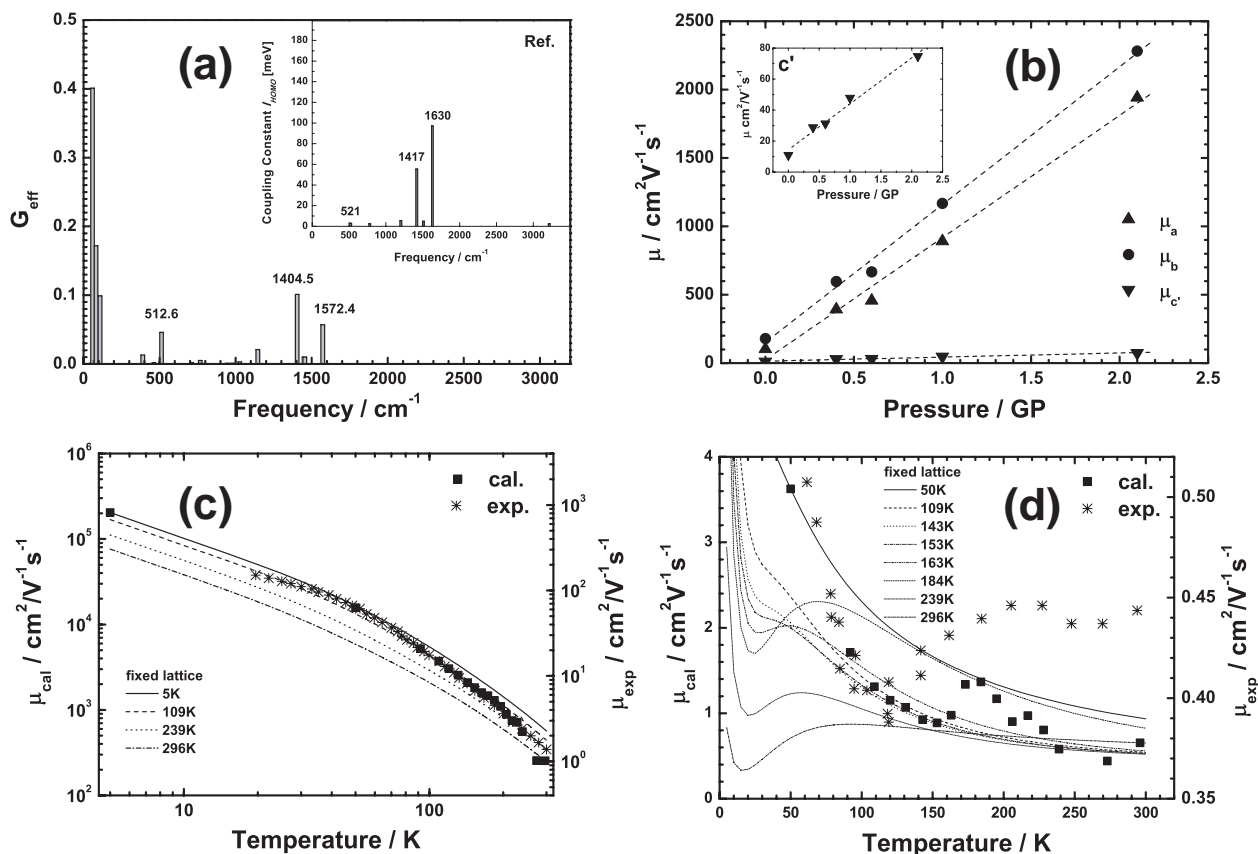 (a)
Ref.
G_eff
0.5
0.4
0.3
0.2
0.1
0.0
512.6
1404.5
1572.4
0 500 1000 1500 2000 2500 3000
Frequency / cm⁻¹
Coupling Constant l_HOMO [meV]
180
160
140
120
100
80
60
40
20
0
521
1417
1630
0 500 1000 1500 2000 2500 3000
Frequency / cm⁻¹
(b)
μ / cm²V⁻¹s⁻¹
2500
2000
1500
1000
500
0
0.0 0.5 1.0 1.5 2.0 2.5
Pressure / GP
c'
μ cm²/V⁻¹s⁻¹
80
60
40
20
0
0.0 0.5 1.0 1.5 2.0 2.5
Pressure / GP
μ_a
μ_b
μ_c'
(c)
cal.
exp.
μ_cal / cm²/V⁻¹s⁻¹
10⁶
10⁵
10⁴
10³
10²
μ_exp / cm²/V⁻¹s⁻¹
10³
10²
10¹
10⁰
fixed lattice
5K
109K
239K
296K
10 100
Temperature / K
(d)
cal.
exp.
μ_cal / cm²/V⁻¹s⁻¹
4
3
2
1
0
fixed lattice
50K
109K
143K
153K
163K
184K
239K
296K
μ_exp / cm²/V⁻¹s⁻¹
0.50
0.45
0.40
0.35
0 50 100 150 200 250 300
Temperature / K